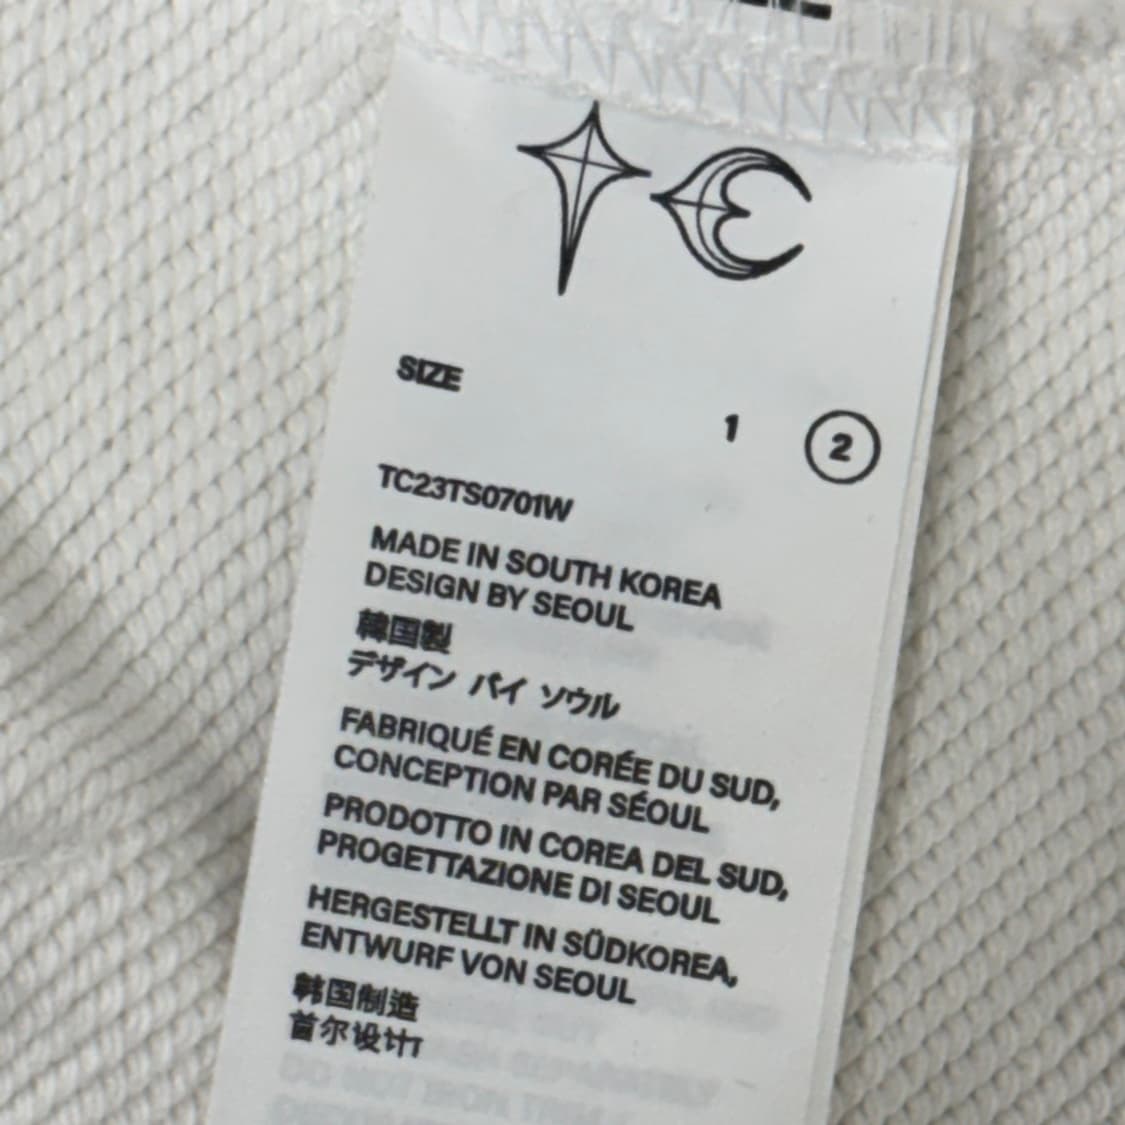 SIZE
1 2
TC23TS0701W
MADE IN SOUTH KOREA
DESIGN BY SEOUL
韓国製
デザイン バイ ソウル
FABRIQUÉ EN CORÉE DU SUD,
CONCEPTION PAR SÉOUL
PRODOTTO IN COREA DEL SUD,
PROGETTAZIONE DI SEOUL
HERGESTELLT IN SÜDKOREA,
ENTWURF VON SEOUL
韩国制造
首尔设计T